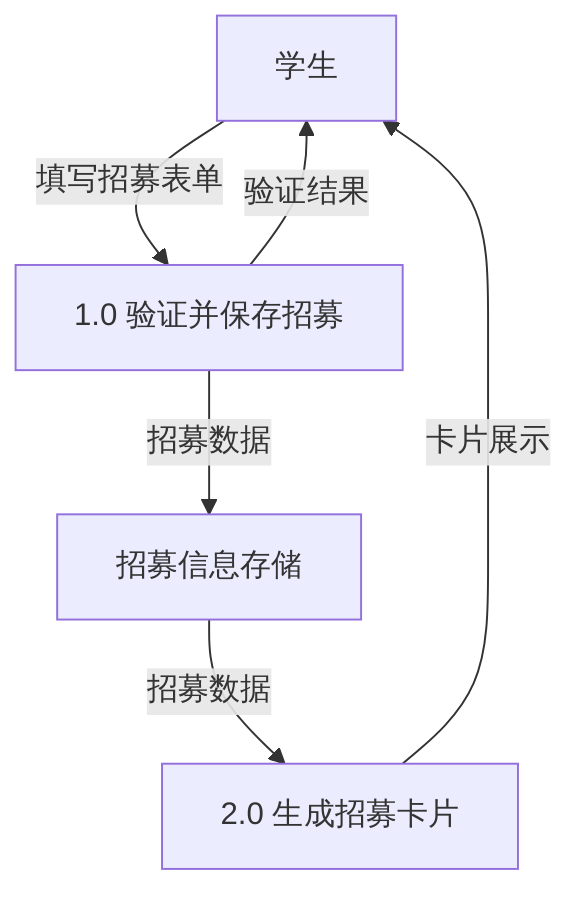 学生
填写招募表单
验证结果
1.0 验证并保存招募
招募数据
卡片展示
招募信息存储
招募数据
2.0 生成招募卡片